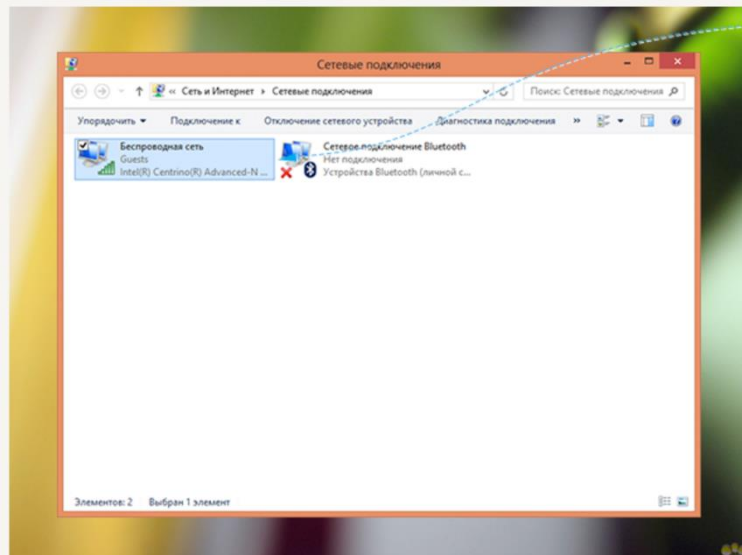 Сетевые подключения
« Сеть и Интернет › Сетевые подключения
Поиск: Сетевые подключения
Упорядочить ▾ Подключение к Отключение сетевого устройства Диагностика подключения »
Беспроводная сеть
Guests
Intel(R) Centrino(R) Advanced-N ...
Сетевое подключение Bluetooth
Нет подключения
Устройства Bluetooth (личной с...
Элементов: 2 Выбран 1 элемент